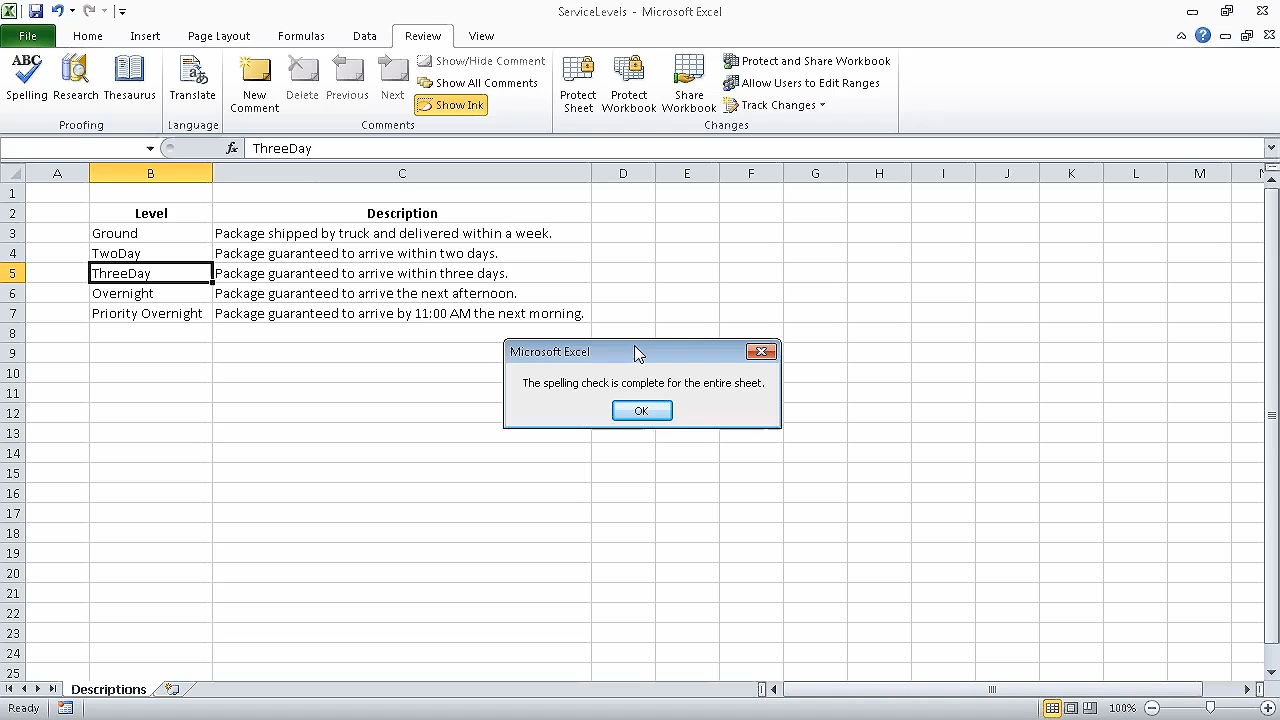 ServiceLevels - Microsoft Excel
File Home Insert Page Layout Formulas Data Review View
ABC
Spelling Research Thesaurus
Proofing
Translate
Language
New Comment
Delete Previous Next
Show/Hide Comment
Show All Comments
Show Ink
Comments
Protect Sheet
Protect Workbook
Share Workbook
Protect and Share Workbook
Allow Users to Edit Ranges
Track Changes
Changes
fx ThreeDay
A B C D E F G H I J K L M
1
2 Level Description
3 Ground Package shipped by truck and delivered within a week.
4 TwoDay Package guaranteed to arrive within two days.
5 ThreeDay Package guaranteed to arrive within three days.
6 Overnight Package guaranteed to arrive the next afternoon.
7 Priority Overnight Package guaranteed to arrive by 11:00 AM the next morning.
8
9
10
11
12
13
14
15
16
17
18
19
20
21
22
23
24
25
Microsoft Excel
The spelling check is complete for the entire sheet.
OK
Descriptions
Ready 100%